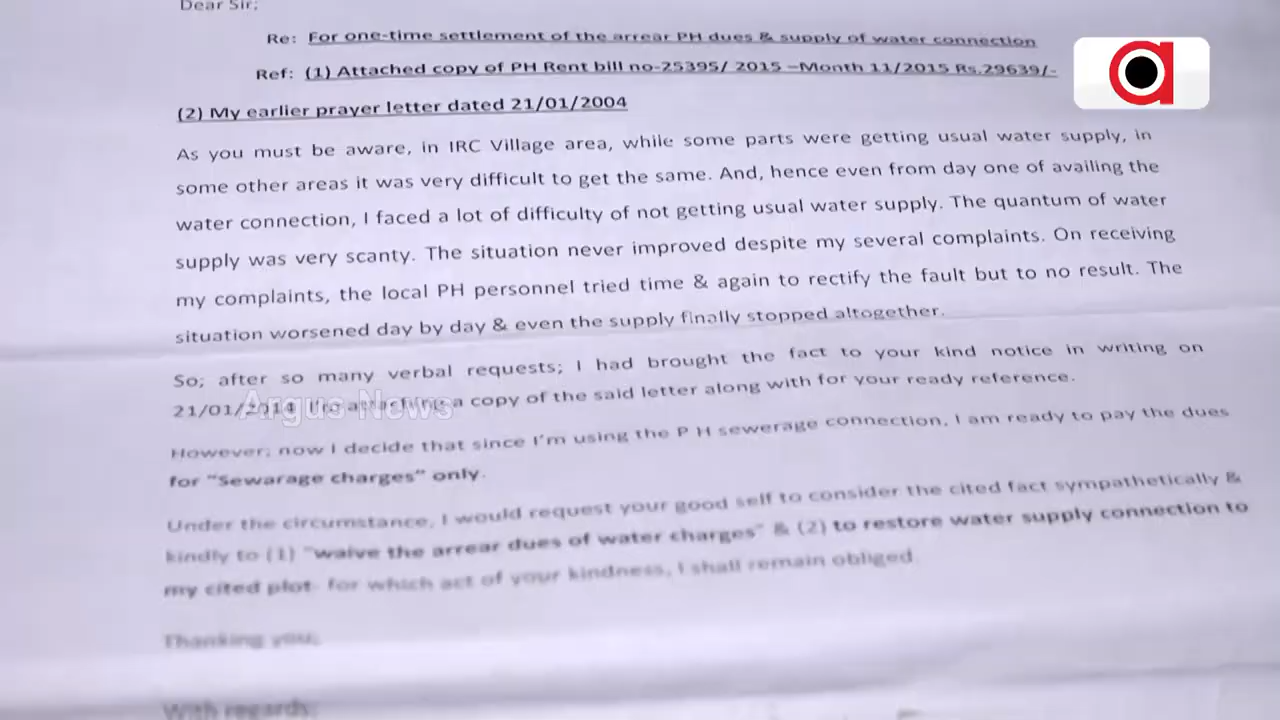 Dear Sir;
Re: For one-time settlement of the arrear PH dues & supply of water connection
Ref: (1) Attached copy of PH Rent bill no-25395/ 2015 –Month 11/2015 Rs.29639/-
(2) My earlier prayer letter dated 21/01/2004
As you must be aware, in IRC Village area, while some parts were getting usual water supply, in
some other areas it was very difficult to get the same. And, hence even from day one of availing the
water connection, I faced a lot of difficulty of not getting usual water supply. The quantum of water
supply was very scanty. The situation never improved despite my several complaints. On receiving
my complaints, the local PH personnel tried time & again to rectify the fault but to no result. The
situation worsened day by day & even the supply finally stopped altogether.
So; after so many verbal requests; I had brought the fact to your kind notice in writing on
21/01/2014. I'm attaching a copy of the said letter along with for your ready reference.
Argus News
However; now I decide that since I'm using the P H sewerage connection, I am ready to pay the dues
for "Sewarage charges" only.
Under the circumstance, I would request your good self to consider the cited fact sympathetically &
kindly to (1) "waive the arrear dues of water charges" & (2) to restore water supply connection to
my cited plot- for which act of your kindness, I shall remain obliged.
Thanking you;
With regards;